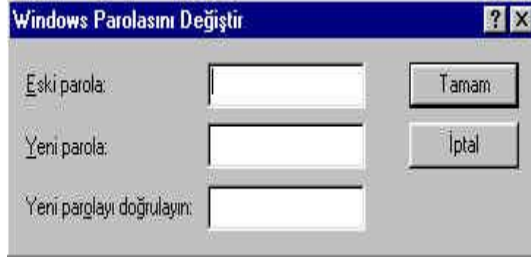 Windows Parolasını Değiştir
Eski parola:
Tamam
Yeni parola:
İptal
Yeni parolayı doğrulayın: